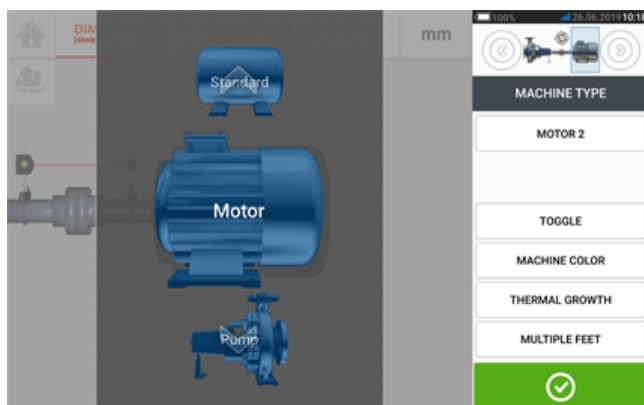 DIM
mm
Standard
Motor
Pump
100%
26.06.2019 10:18
MACHINE TYPE
MOTOR 2
TOGGLE
MACHINE COLOR
THERMAL GROWTH
MULTIPLE FEET